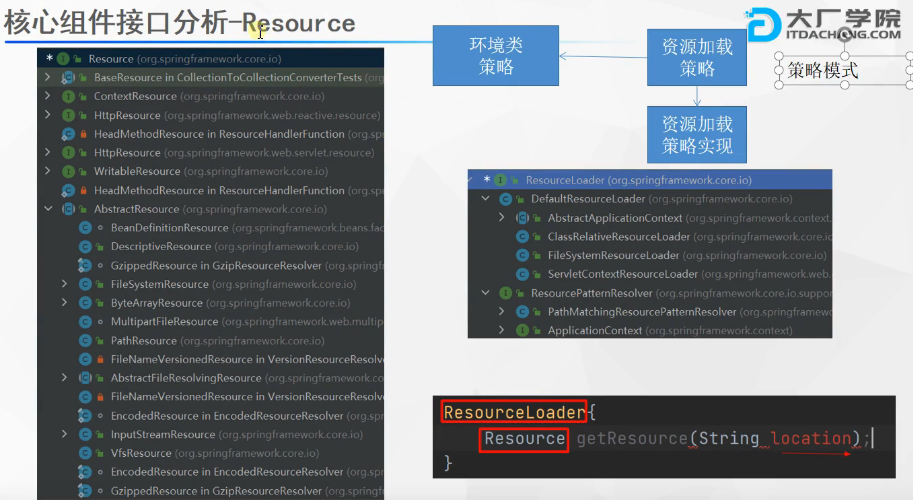 核心组件接口分析-Resource
大厂学院
ITDACHANG.COM
环境类
策略
资源加载
策略
策略模式
资源加载
策略实现
* Resource (org.springframework.core.io)
BaseResource in CollectionToCollectionConverterTests (org
ContextResource (org.springframework.core.io)
HttpResource (org.springframework.web.reactive.resource)
HeadMethodResource in ResourceHandlerFunction (org.sp
HttpResource (org.springframework.web.servlet.resource)
WritableResource (org.springframework.core.io)
HeadMethodResource in ResourceHandlerFunction (org.sp
AbstractResource (org.springframework.core.io)
BeanDefinitionResource (org.springframework.beans.fac
DescriptiveResource (org.springframework.core.io)
GzippedResource in GzipResourceResolver (org.springfr
FileSystemResource (org.springframework.core.io)
ByteArrayResource (org.springframework.core.io)
MultipartFileResource (org.springframework.web.multip
PathResource (org.springframework.core.io)
FileNameVersionedResource in VersionResourceResolve
AbstractFileResolvingResource (org.springframework.co
FileNameVersionedResource in VersionResourceResolve
EncodedResource in EncodedResourceResolver (org.spr
InputStreamResource (org.springframework.core.io)
VfsResource (org.springframework.core.io)
EncodedResource in EncodedResourceResolver (org.spr
GzippedResource in GzipResourceResolver (org.springfr
* ResourceLoader (org.springframework.core.io)
DefaultResourceLoader (org.springframework.core.io)
AbstractApplicationContext (org.springframework.context.
ClassRelativeResourceLoader (org.springframework.core.io
FileSystemResourceLoader (org.springframework.core.io)
ServletContextResourceLoader (org.springframework.web.
ResourcePatternResolver (org.springframework.core.io.suppor
PathMatchingResourcePatternResolver (org.springframew
ApplicationContext (org.springframework.context)
ResourceLoader{
Resource getResource(String location);
}